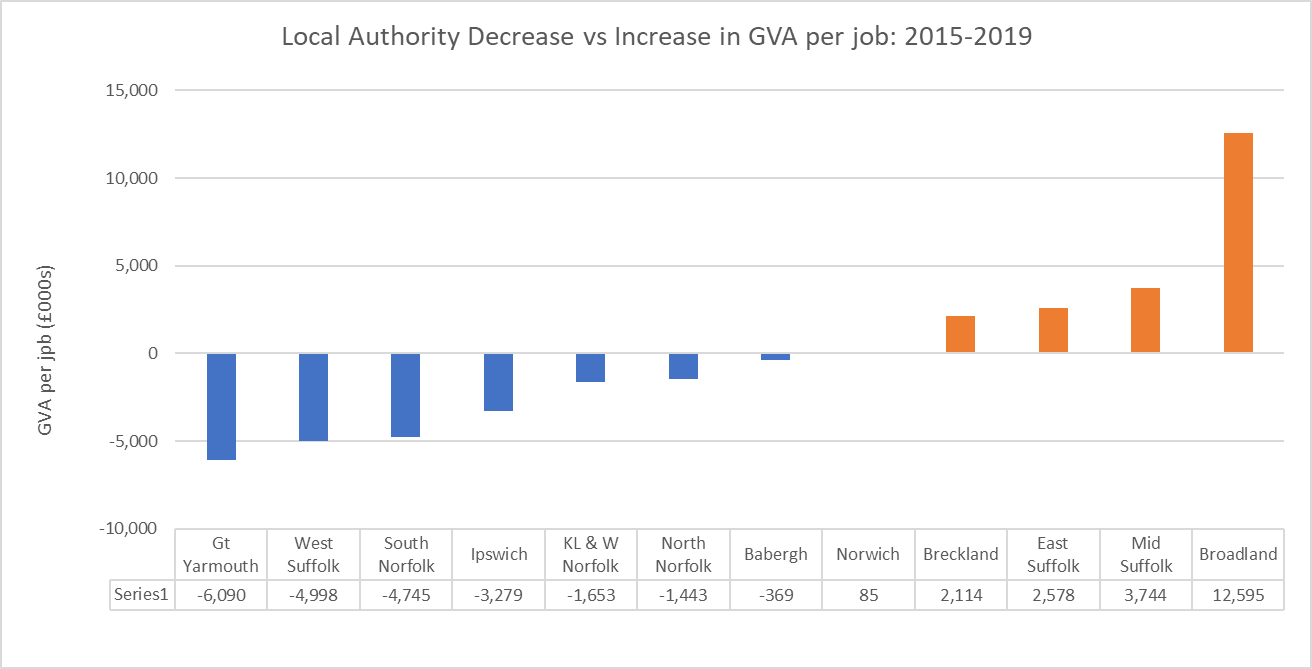 Local Authority Decrease vs Increase in GVA per job: 2015-2019
GVA per jpb (£000s)
15,000
10,000
5,000
0
-5,000
-10,000
Gt Yarmouth West Suffolk South Norfolk Ipswich KL & W Norfolk North Norfolk Babergh Norwich Breckland East Suffolk Mid Suffolk Broadland
Series1 -6,090 -4,998 -4,745 -3,279 -1,653 -1,443 -369 85 2,114 2,578 3,744 12,595